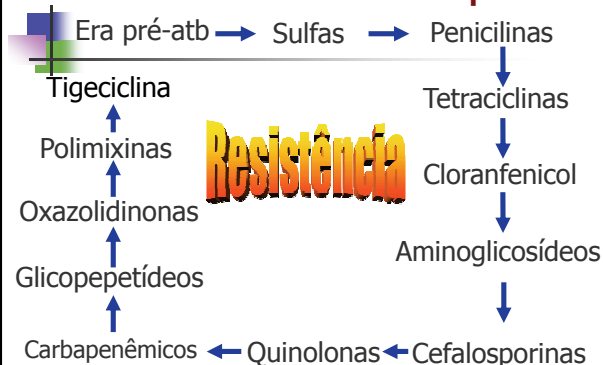 Era pré-atb
Sulfas
Penicilinas
Tetraciclinas
Cloranfenicol
Aminoglicosídeos
Cefalosporinas
Quinolonas
Carbapenêmicos
Glicopepetídeos
Oxazolidinonas
Polimixinas
Tigeciclina
Resistência